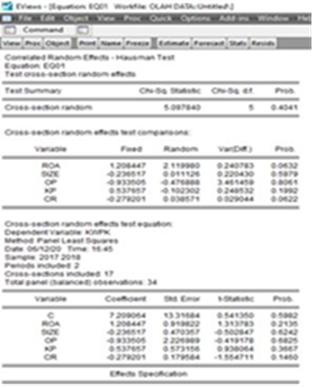 EViews - [Equation: EQ01 Workfile: OLAH DATA::Untitled\]
File Edit Object View Proc Quick Options Add-ins Window Help
Command
View Proc Object Print Name Freeze Estimate Forecast Stats Resids
Correlated Random Effects - Hausman Test
Equation: EQ01
Test cross-section random effects
Test Summary Chi-Sq. Statistic Chi-Sq. d.f. Prob.
Cross-section random 5.097840 5 0.4041
Cross-section random effects test comparisons:
Variable Fixed Random Var(Diff.) Prob.
ROA 1.208447 2.119980 0.240783 0.0632
SIZE -0.236517 0.011126 0.220430 0.5979
OP -0.933505 -0.476888 3.461459 0.8061
KP 0.537657 -0.102302 0.248532 0.1992
CR -0.279201 0.038571 0.029044 0.0622
Cross-section random effects test equation:
Dependent Variable: KWPK
Method: Panel Least Squares
Date: 06/12/20 Time: 16:45
Sample: 2017 2018
Periods included: 2
Cross-sections included: 17
Total panel (balanced) observations: 34
Variable Coefficient Std. Error t-Statistic Prob.
C 7.209064 13.31684 0.541350 0.5982
ROA 1.208447 0.919822 1.313783 0.2135
SIZE -0.236517 0.470357 -0.502847 0.6242
OP -0.933505 2.226989 -0.419178 0.6825
KP 0.537657 0.573156 0.938064 0.3667
CR -0.279201 0.179584 -1.554711 0.1460
Effects Specification